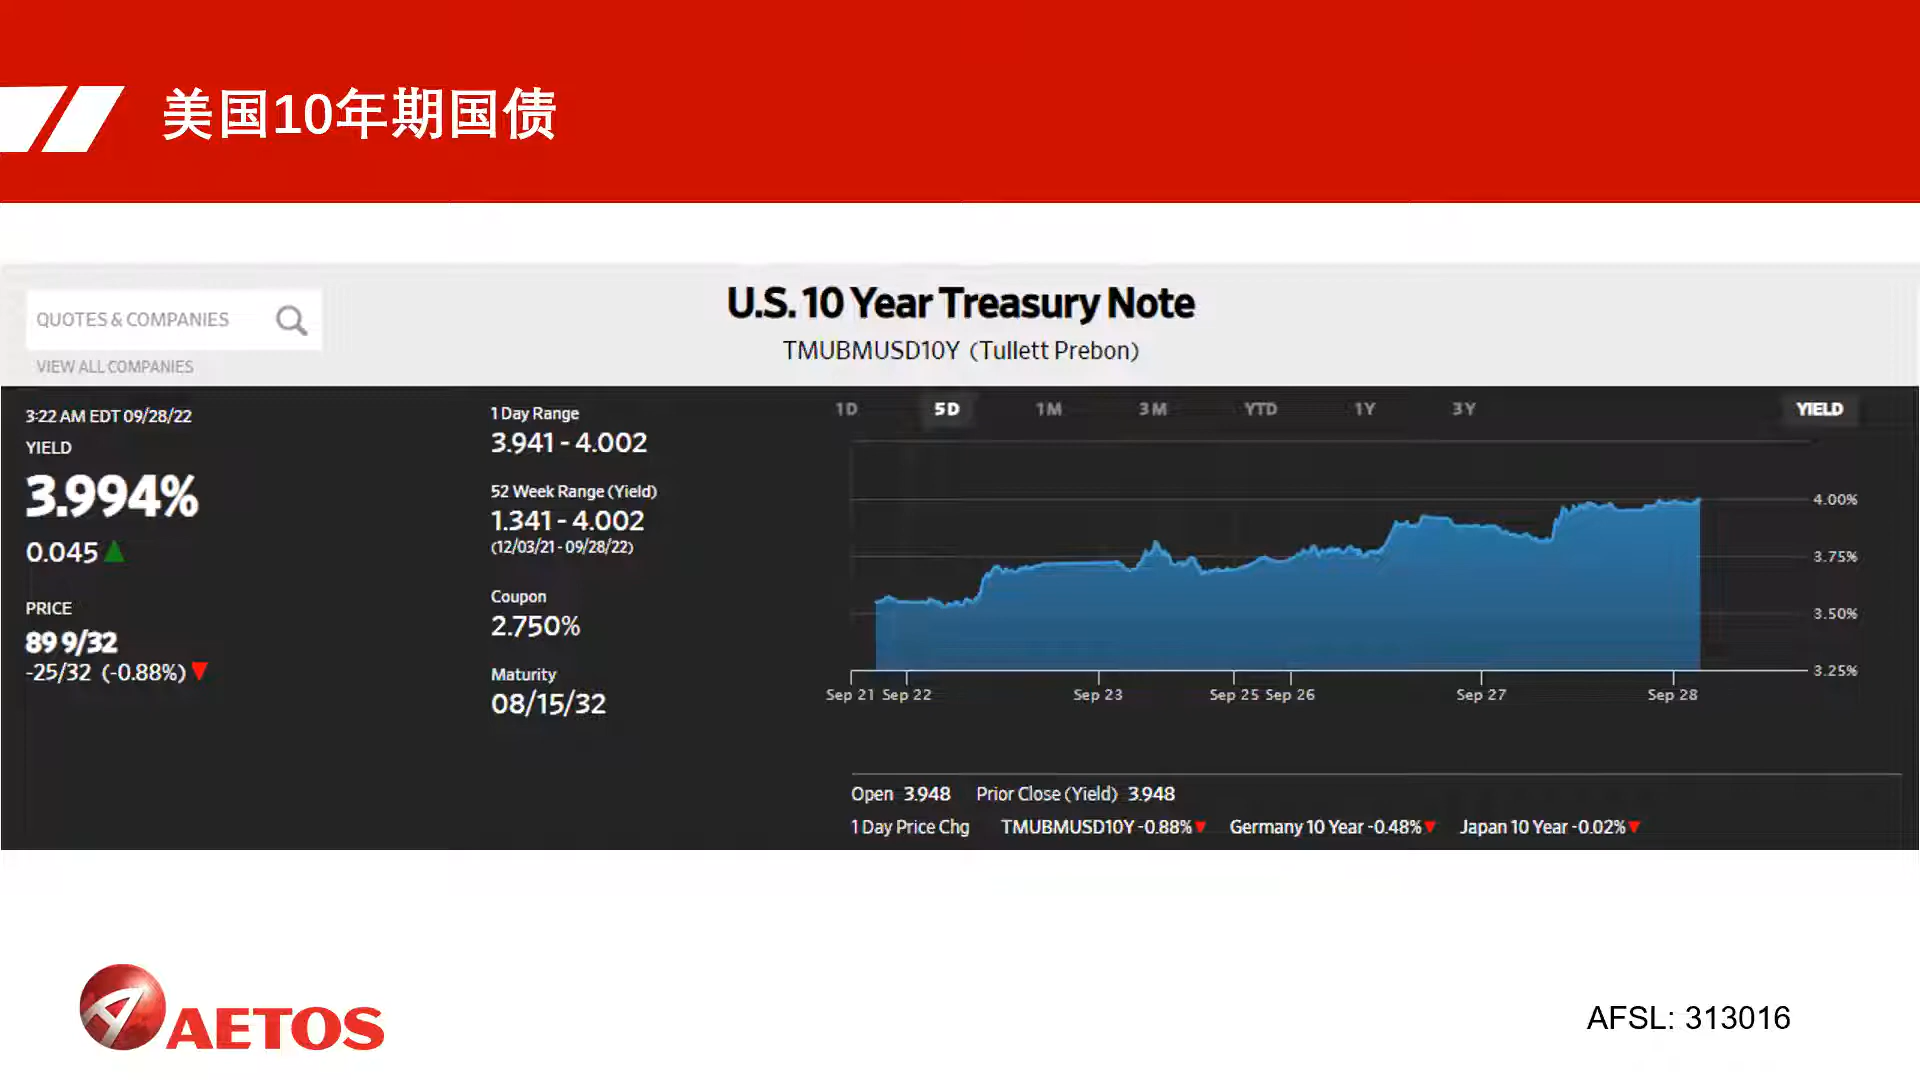 美国10年期国债
QUOTES & COMPANIES
VIEW ALL COMPANIES
U.S. 10 Year Treasury Note
TMUBMUSD10Y (Tullett Prebon)
3:22 AM EDT 09/28/22
YIELD
3.994%
0.045
PRICE
89 9/32
-25/32 (-0.88%)
1 Day Range
3.941 - 4.002
52 Week Range (Yield)
1.341 - 4.002
(12/03/21 - 09/28/22)
Coupon
2.750%
Maturity
08/15/32
1D 5D 1M 3M YTD 1Y 3Y YIELD
4.00%
3.75%
3.50%
3.25%
Sep 21 Sep 22 Sep 23 Sep 25 Sep 26 Sep 27 Sep 28
Open 3.948 Prior Close (Yield) 3.948
1 Day Price Chg TMUBMUSD10Y -0.88% Germany 10 Year -0.48% Japan 10 Year -0.02%
AETOS
AFSL: 313016